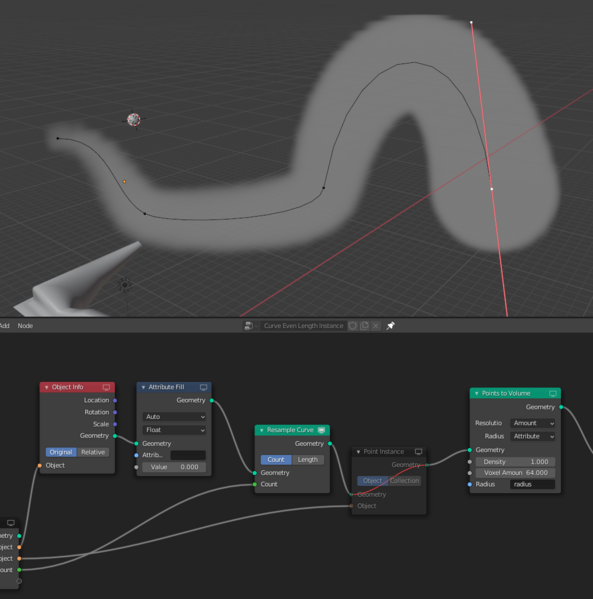 Add Node Curve Even Length Instance
Object Info
Location
Rotation
Scale
Geometry
Original Relative
Object
Attribute Fill
Geometry
Auto
Float
Geometry
Attrib..
Value 0.000
Resample Curve
Geometry
Count Length
Geometry
Count
Point Instance
Geometry
Object Collection
Geometry
Object
Points to Volume
Geometry
Resolutio Amount
Radius Attribute
Geometry
Density 1.000
Voxel Amoun 64.000
Radius radius
metry
bject
bject
ount